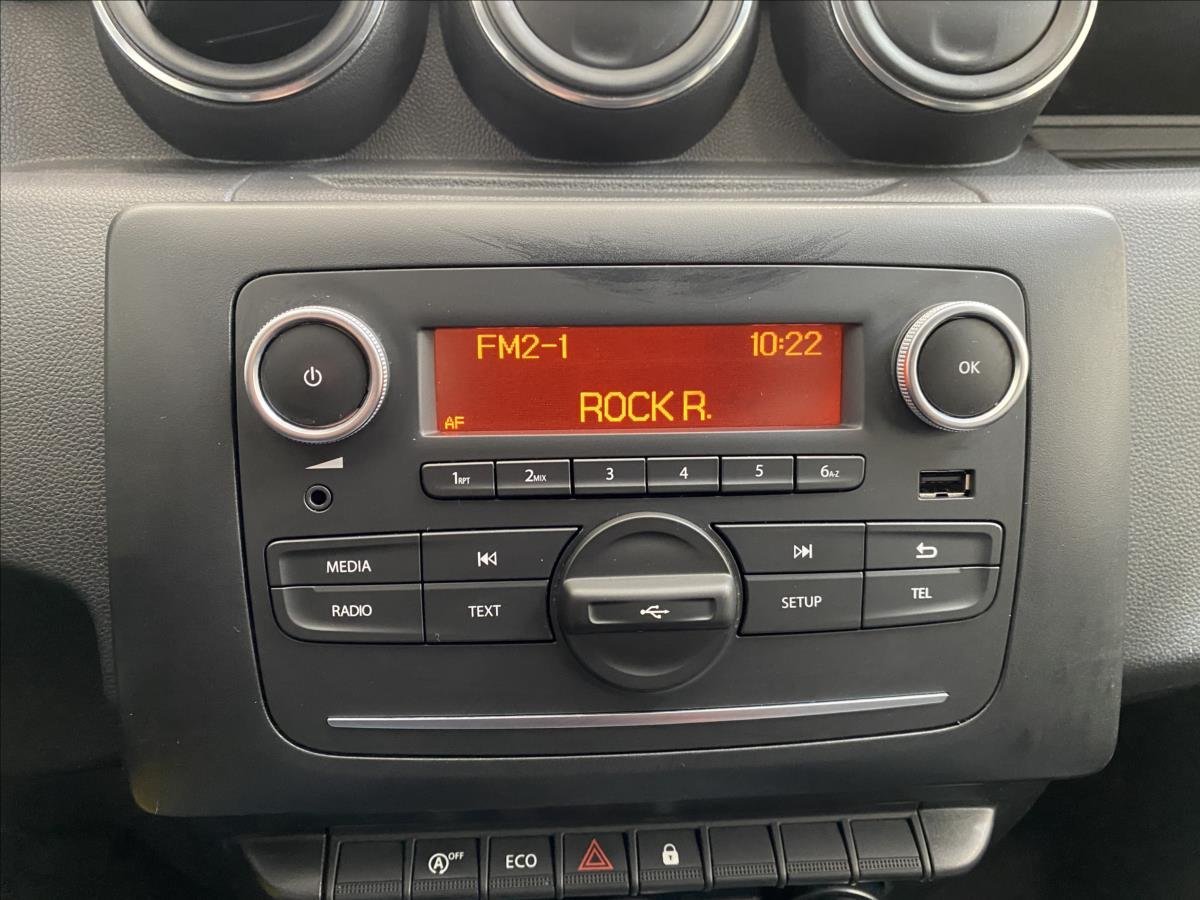 FM2-1 10:22
ROCK R.
AF
OK
1RPT 2MIX 3 4 5 6A-Z
MEDIA
RADIO TEXT SETUP TEL
A OFF ECO